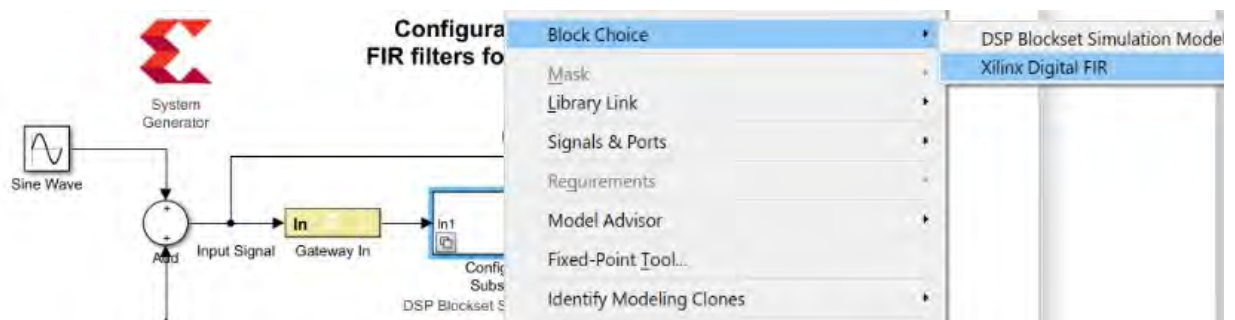 Configura
FIR filters fo
System
Generator
Sine Wave
+
+
Add
Input Signal
In
Gateway In
In1
Config
Subs
DSP Blockset S
Block Choice
Mask
Library Link
Signals & Ports
Requirements
Model Advisor
Fixed-Point Tool...
Identify Modeling Clones
DSP Blockset Simulation Model
Xilinx Digital FIR